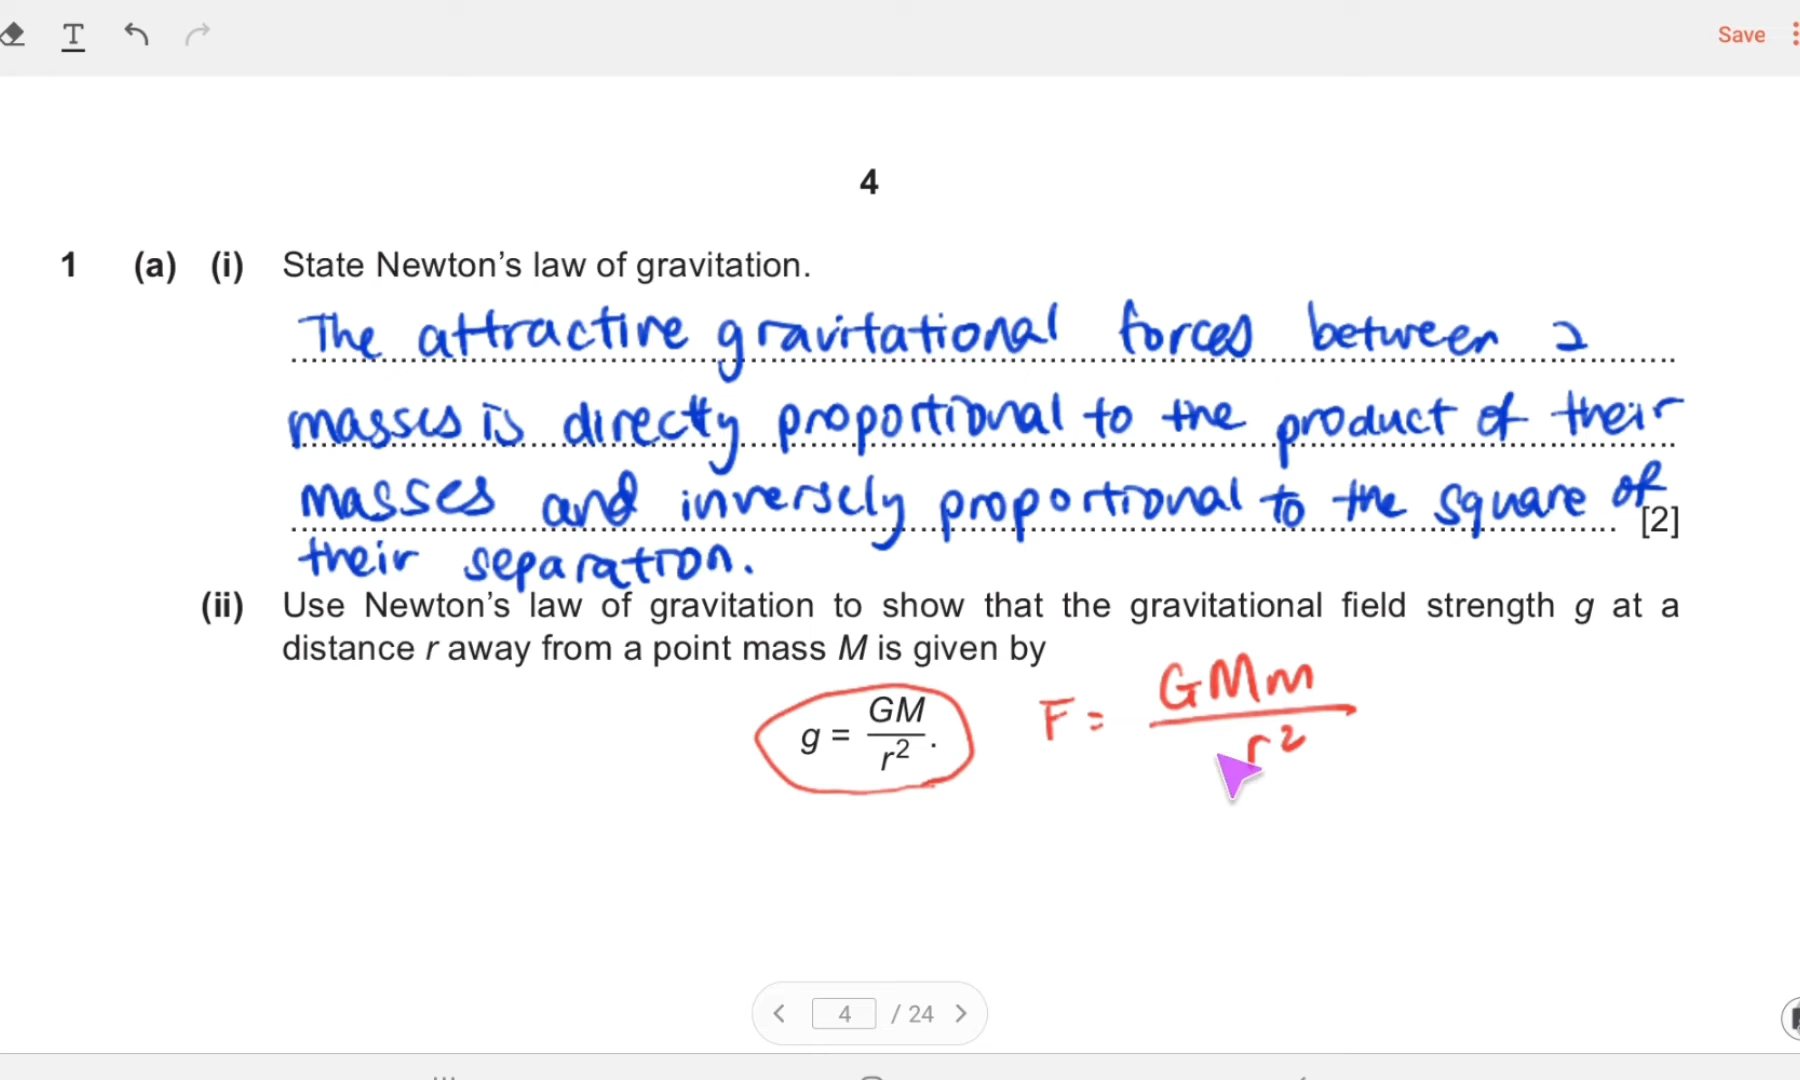 T
Save
4
1 (a) (i) State Newton's law of gravitation.
The attractive gravitational forces between 2
masses is directly proportional to the product of their
masses and inversely proportional to the square of
[2]
their separation.
(ii) Use Newton's law of gravitation to show that the gravitational field strength g at a
distance r away from a point mass M is given by
g = GM/r². F = GMm/r²
4 / 24